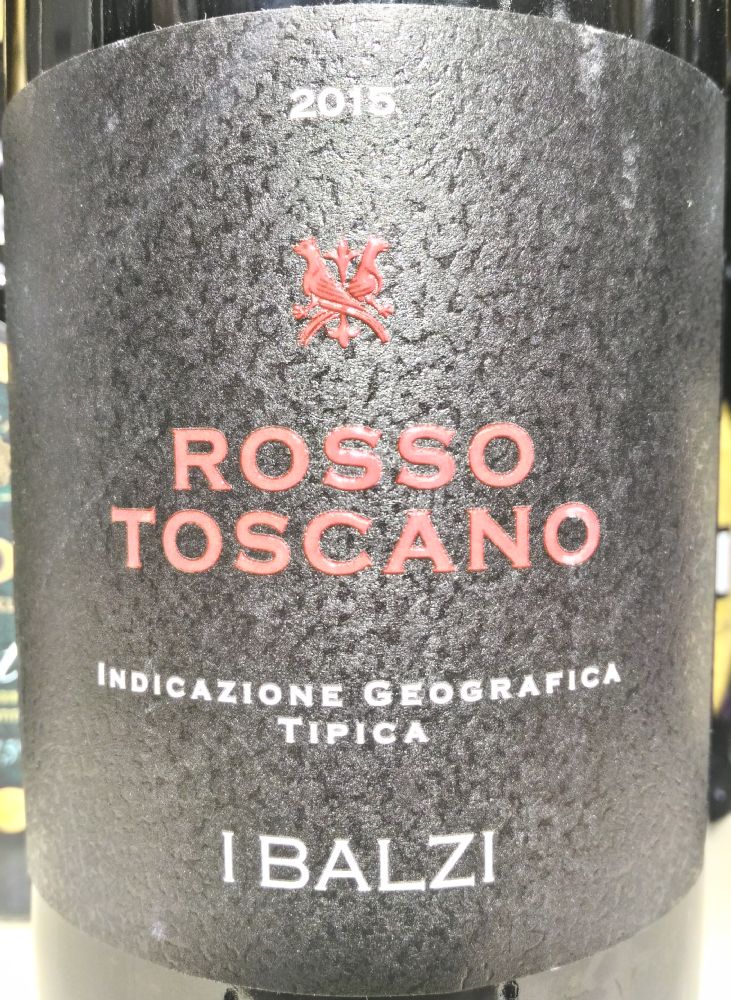 2015
ROSSO
TOSCANO
INDICAZIONE GEOGRAFICA
TIPICA
I BALZI